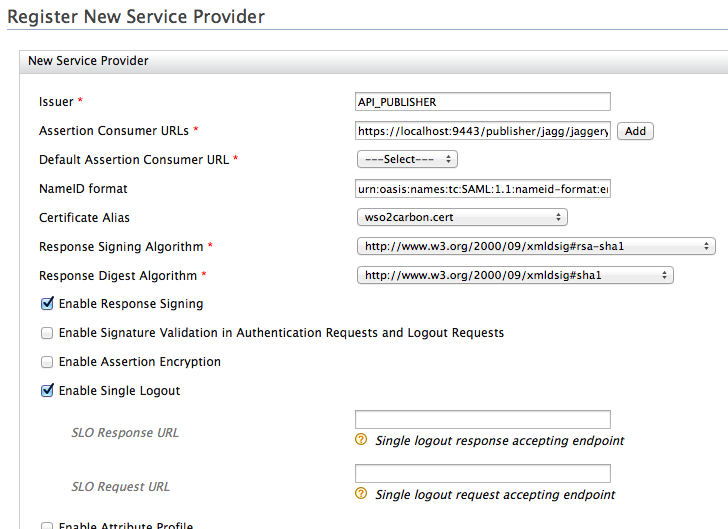 Register New Service Provider
New Service Provider
Issuer *
API_PUBLISHER
Assertion Consumer URLs *
https://localhost:9443/publisher/jagg/jaggery
Add
Default Assertion Consumer URL *
---Select---
NameID format
urn:oasis:names:tc:SAML:1.1:nameid-format:e
Certificate Alias
wso2carbon.cert
Response Signing Algorithm *
http://www.w3.org/2000/09/xmldsig#rsa-sha1
Response Digest Algorithm *
http://www.w3.org/2000/09/xmldsig#sha1
Enable Response Signing
Enable Signature Validation in Authentication Requests and Logout Requests
Enable Assertion Encryption
Enable Single Logout
SLO Response URL
? Single logout response accepting endpoint
SLO Request URL
? Single logout request accepting endpoint
Enable Attribute Profile